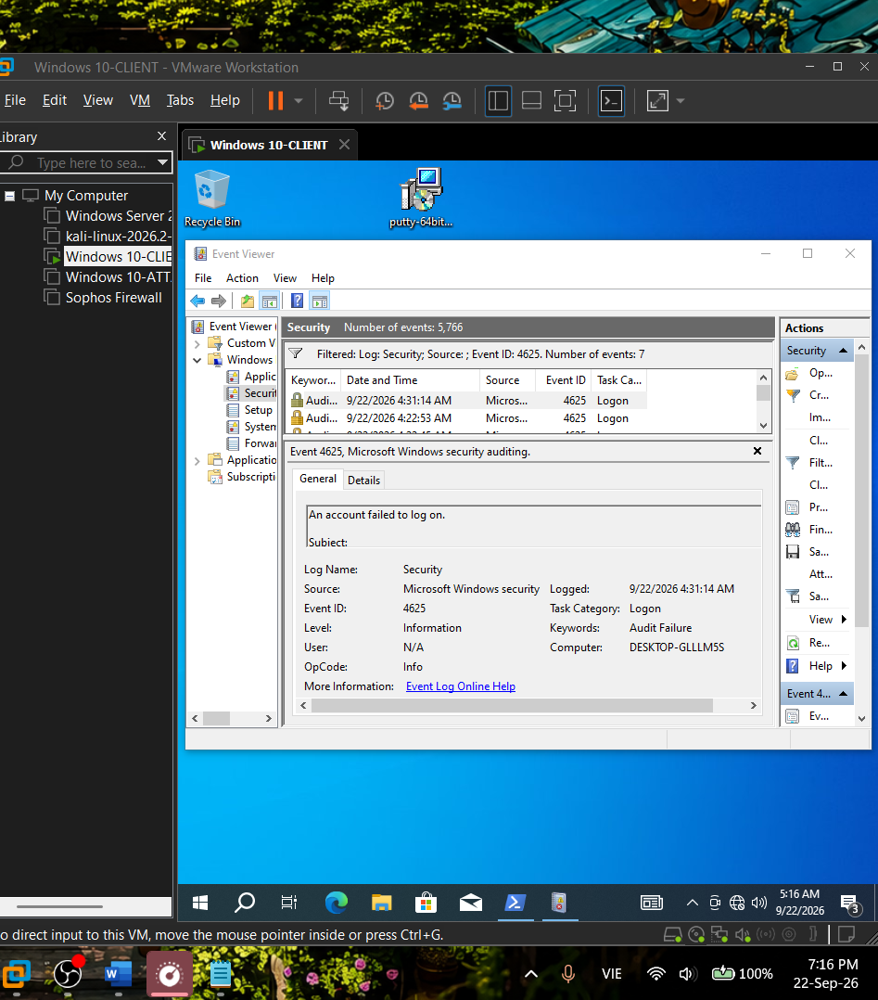 Windows 10-CLIENT - VMware Workstation
File Edit View VM Tabs Help
ibrary X
Type here to sea...
Windows 10-CLIENT
My Computer
Windows Server 2
kali-linux-2026.2-
Windows 10-CLIE
Windows 10-ATT.
Sophos Firewall
Recycle Bin
putty-64bit...
Event Viewer
File Action View Help
Event Viewer (
Custom V
Windows
Applic
Securit
Setup
System
Forwa
Applicatio
Subscripti
Security Number of events: 5,766
Filtered: Log: Security; Source: ; Event ID: 4625. Number of events: 7
Keywor... Date and Time Source Event ID Task Ca...
Audi... 9/22/2026 4:31:14 AM Micros... 4625 Logon
Audi... 9/22/2026 4:22:53 AM Micros... 4625 Logon
Event 4625, Microsoft Windows security auditing.
General Details
An account failed to log on.
Subject:
Log Name: Security
Source: Microsoft Windows security Logged: 9/22/2026 4:31:14 AM
Event ID: 4625 Task Category: Logon
Level: Information Keywords: Audit Failure
User: N/A Computer: DESKTOP-GLLLM5S
OpCode: Info
More Information: Event Log Online Help
Actions
Security
Op...
Cr...
Im...
Cl...
Filt...
Cl...
Pr...
Fin...
Sa...
Att...
Sa...
View
Re...
Help
Event 4...
Ev...
5:16 AM
9/22/2026
3
o direct input to this VM, move the mouse pointer inside or press Ctrl+G.
VIE
100%
7:16 PM
22-Sep-26